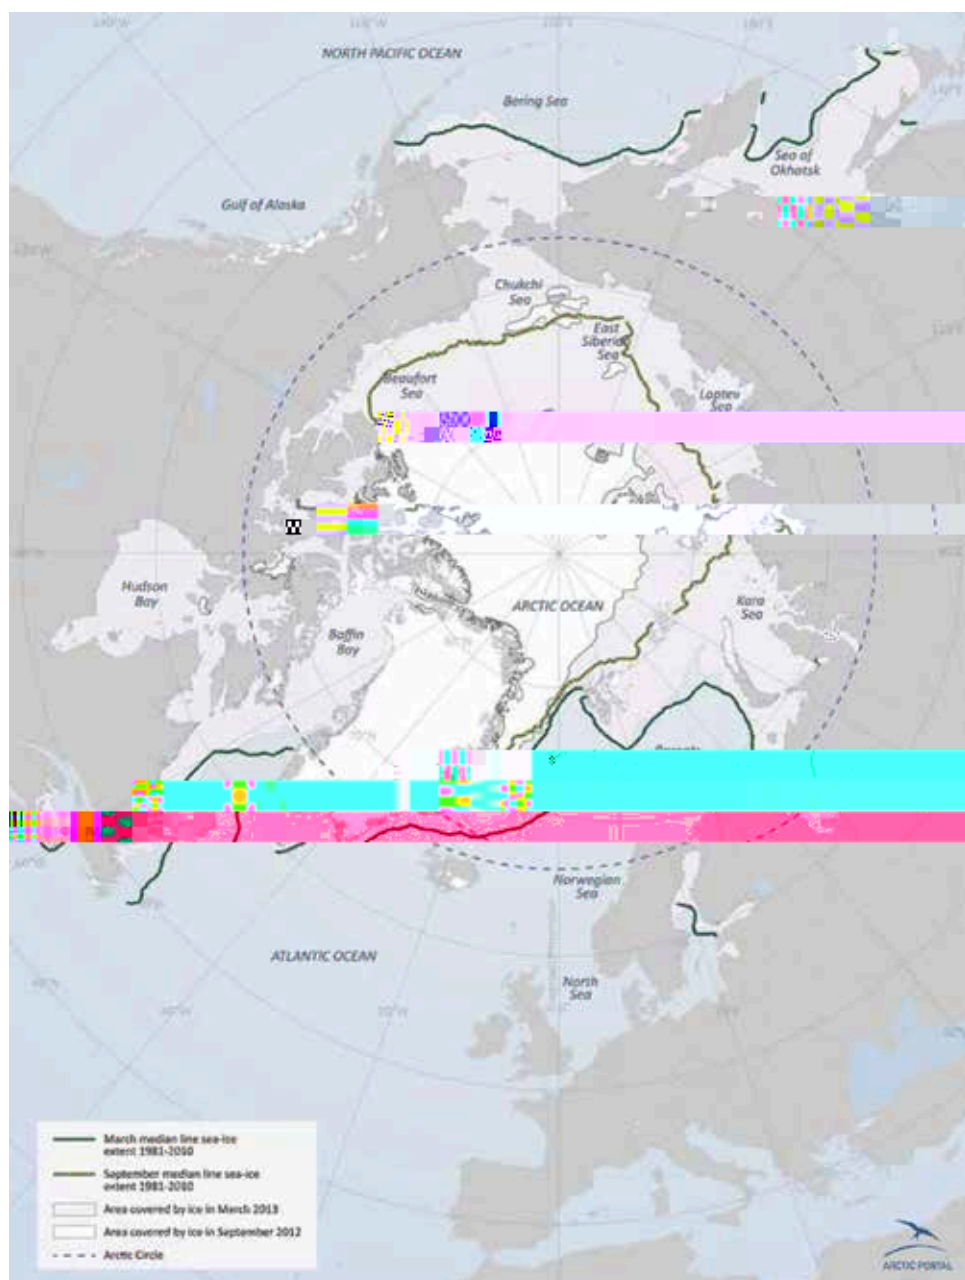 NORTH PACIFIC OCEAN
Bering Sea
Sea of
Okhatsk
Gulf of Alaska
Chukchi
Sea
East
Siberian
Sea
Beaufort
Sea
Laptev
Sea
Hudson
Bay
ARCTIC OCEAN
Kara
Sea
Baffin
Bay
Norwegian
Sea
ATLANTIC OCEAN
North
Sea
March median line sea-ice
extent 1981-2010
September median line sea-ice
extent 1981-2010
Area covered by ice in March 2013
Area covered by ice in September 2012
Arctic Circle
ARCTIC PORTAL